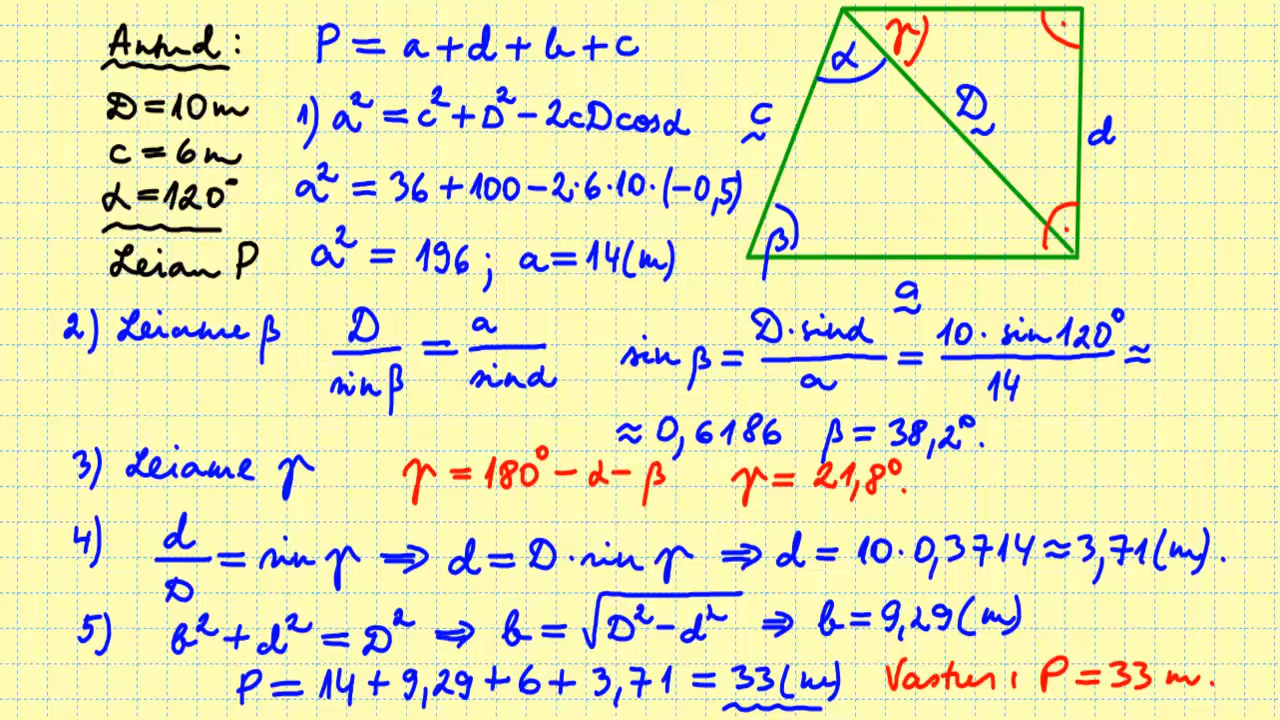 Antud: P = a + d + b + c
D = 10 m 1) a² = c² + D² - 2cDcosα
c = 6 m
α = 120° a² = 36 + 100 - 2·6·10·(-0,5)
Leian P a² = 196 ; a = 14 (m)
α γ
c D d
β
a
2) Leiame β D/sin β = a/sin α sin β = D·sin α/a = 10·sin 120°/14 ≈
≈ 0,6186 β = 38,2°.
3) Leiame γ γ = 180° - α - β γ = 21,8°.
4) d/D = sin γ ⇒ d = D·sin γ ⇒ d = 10·0,3714 ≈ 3,71 (m).
5) b² + d² = D² ⇒ b = √(D² - d²) ⇒ b = 9,29 (m)
P = 14 + 9,29 + 6 + 3,71 = 33 (m) Vastus: P = 33 m.